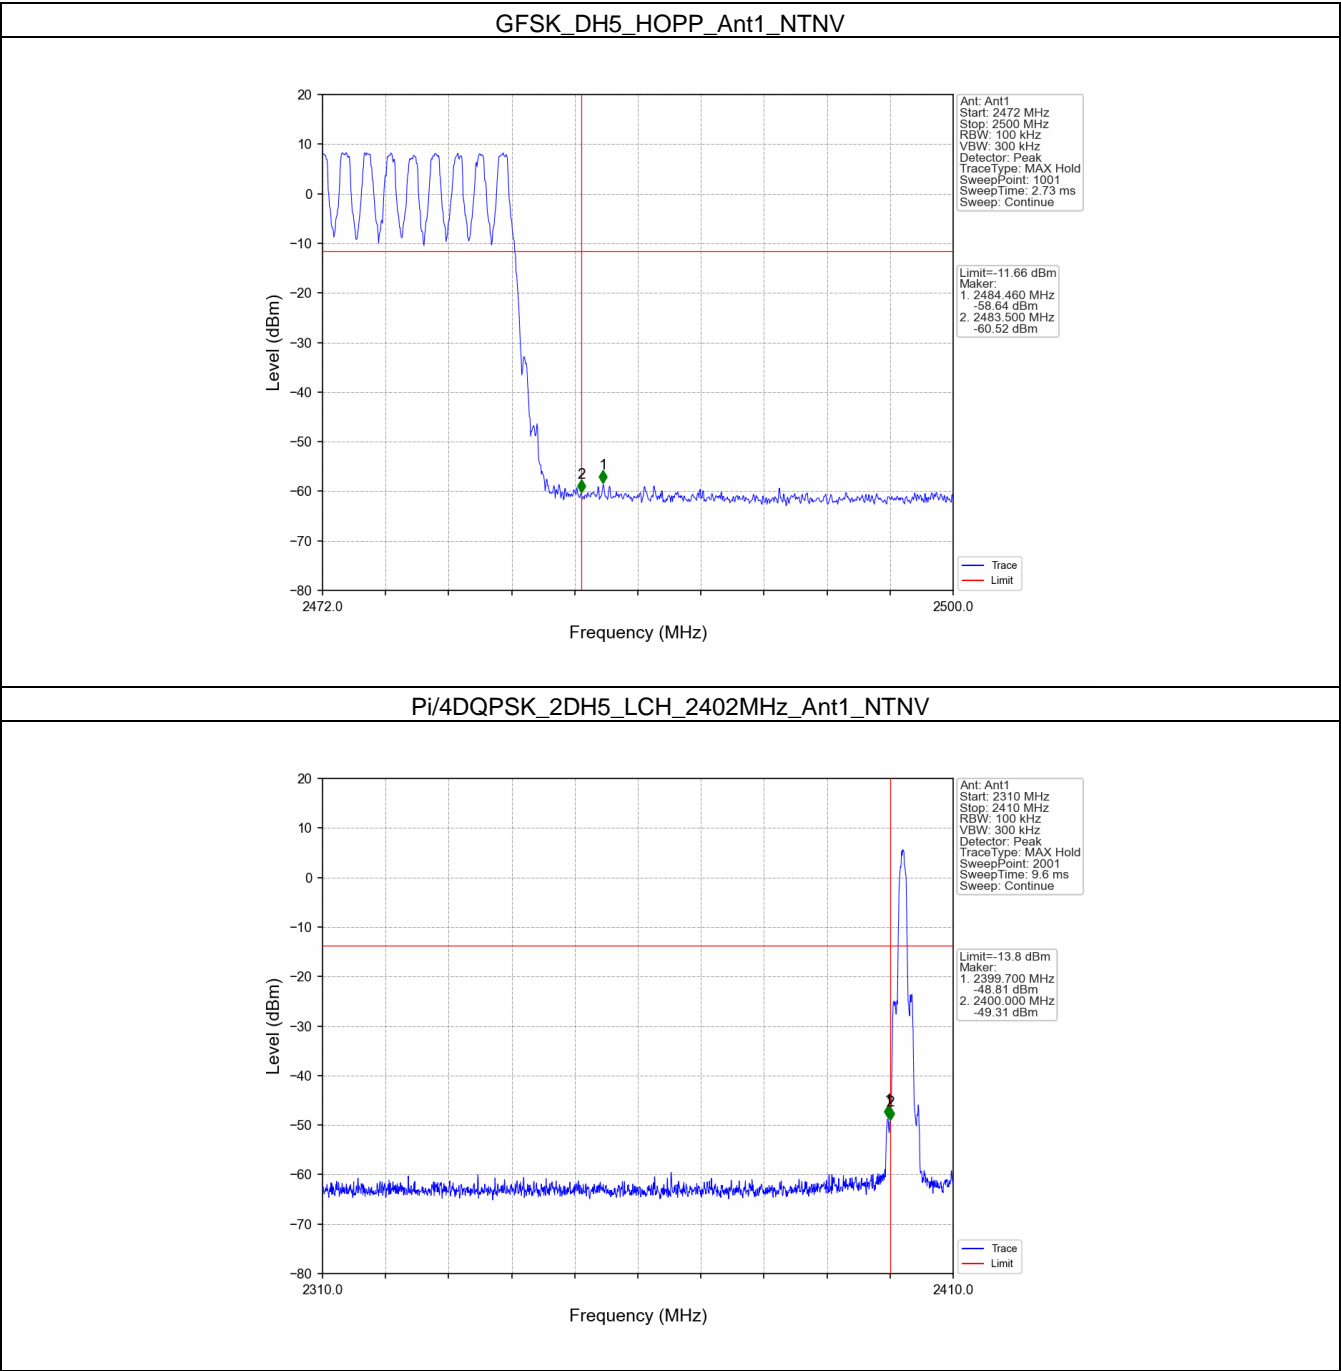 GFSK_DH5_HOPP_Ant1_NTNV
20
10
0
−10
−20
−30
−40
−50
−60
−70
−80
Level (dBm)
2472.0
2500.0
Frequency (MHz)
2
1
Ant: Ant1
Start: 2472 MHz
Stop: 2500 MHz
RBW: 100 kHz
VBW: 300 kHz
Detector: Peak
TraceType: MAX Hold
SweepPoint: 1001
SweepTime: 2.73 ms
Sweep: Continue
Limit=-11.66 dBm
Maker:
1. 2484.460 MHz
-58.64 dBm
2. 2483.500 MHz
-60.52 dBm
Trace
Limit
Pi/4DQPSK_2DH5_LCH_2402MHz_Ant1_NTNV
20
10
0
−10
−20
−30
−40
−50
−60
−70
−80
Level (dBm)
2310.0
2410.0
Frequency (MHz)
1
2
Ant: Ant1
Start: 2310 MHz
Stop: 2410 MHz
RBW: 100 kHz
VBW: 300 kHz
Detector: Peak
TraceType: MAX Hold
SweepPoint: 2001
SweepTime: 9.6 ms
Sweep: Continue
Limit=-13.8 dBm
Maker:
1. 2399.700 MHz
-48.81 dBm
2. 2400.000 MHz
-49.31 dBm
Trace
Limit